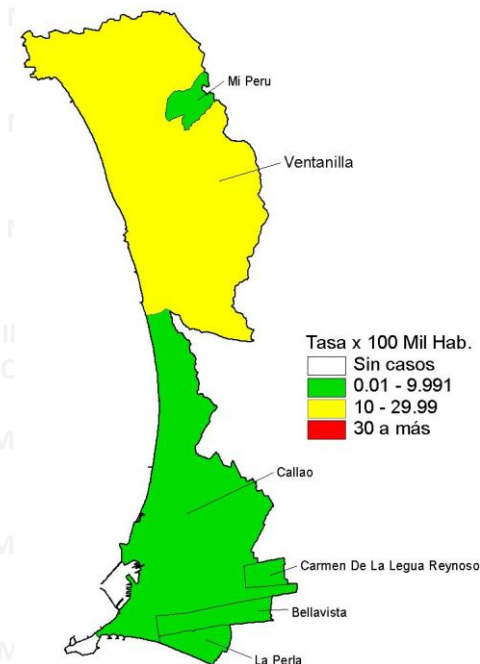 Mi Peru
Ventanilla
Tasa x 100 Mil Hab.
Sin casos
0.01 - 9.991
10 - 29.99
30 a más
Callao
Carmen De La Legua Reynoso
Bellavista
La Perla